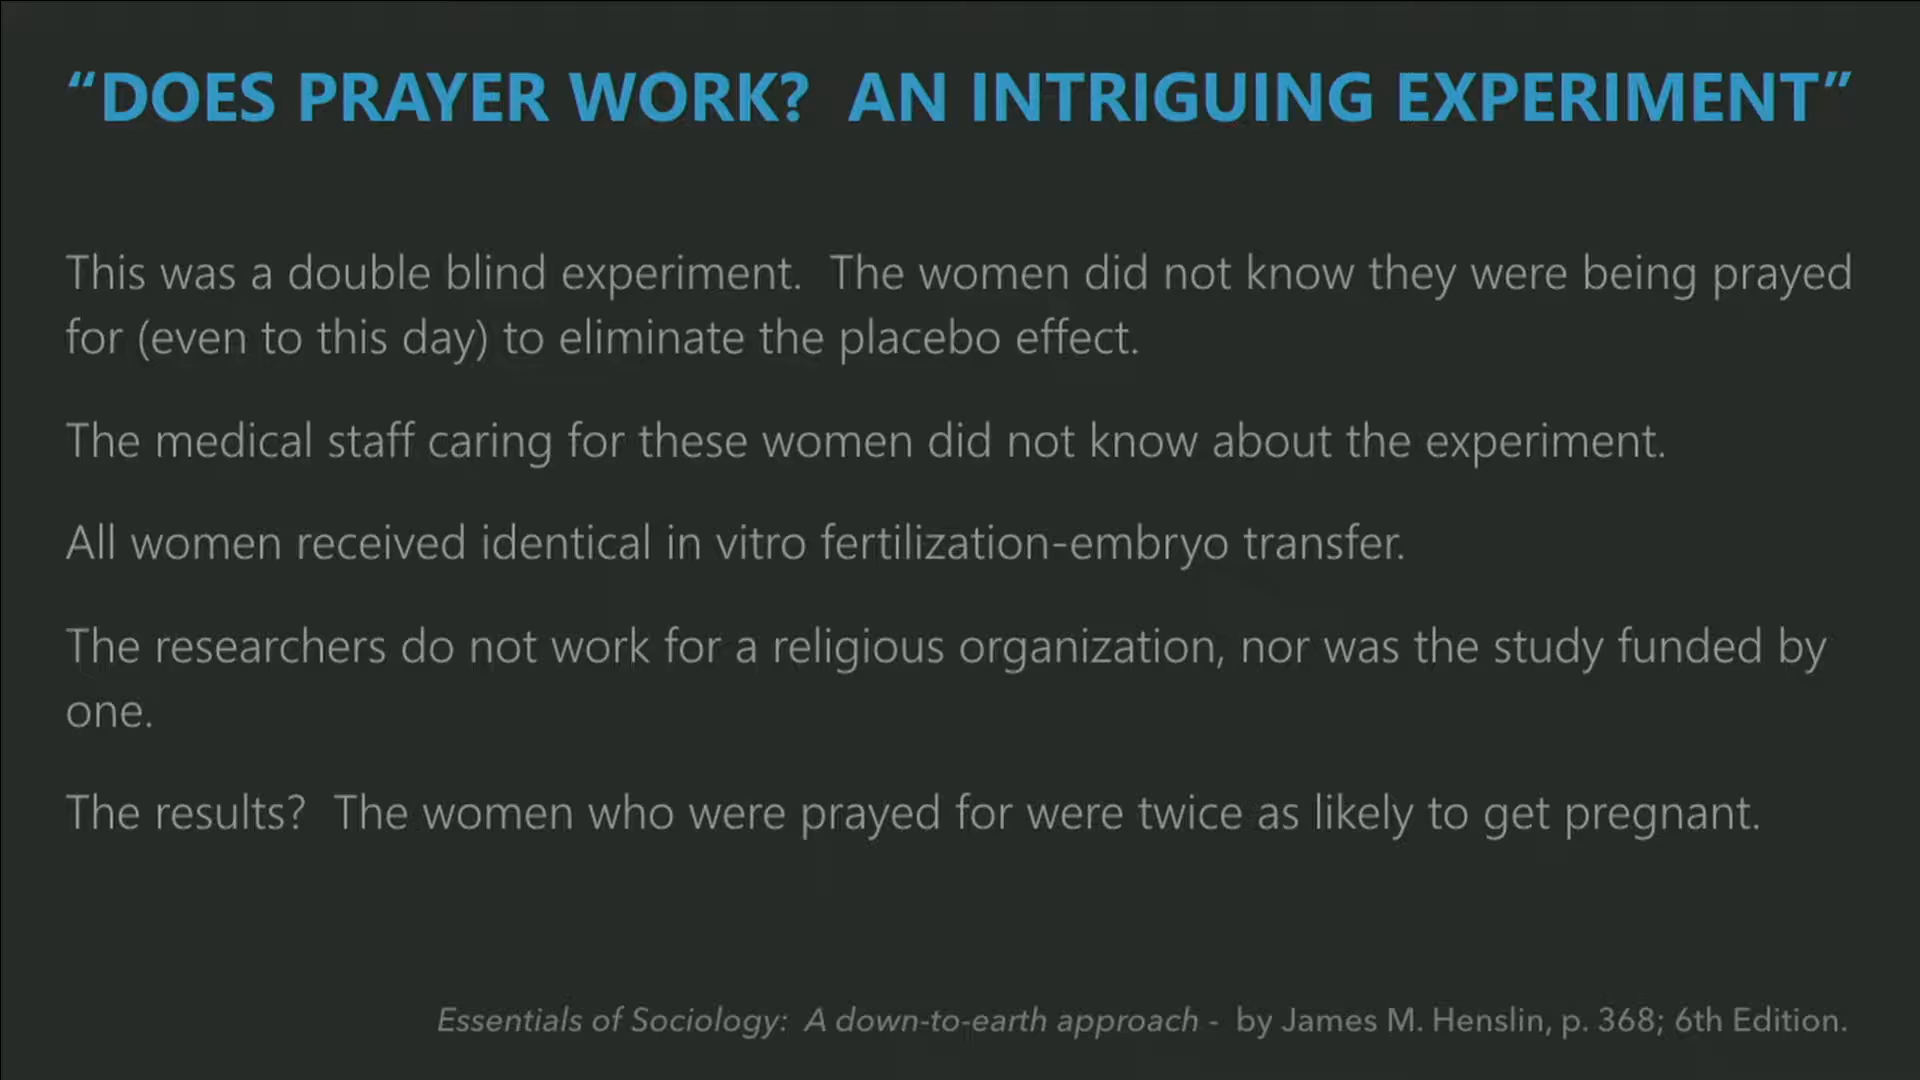 “DOES PRAYER WORK?  AN INTRIGUING EXPERIMENT”
This was a double blind experiment.  The women did not know they were being prayed
for (even to this day) to eliminate the placebo effect.
The medical staff caring for these women did not know about the experiment.
All women received identical in vitro fertilization-embryo transfer.
The researchers do not work for a religious organization, nor was the study funded by
one.
The results?  The women who were prayed for were twice as likely to get pregnant.
Essentials of Sociology:  A down-to-earth approach -  by James M. Henslin, p. 368; 6th Edition.